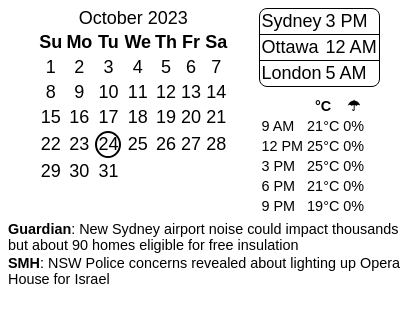 October 2023
Su Mo Tu We Th Fr Sa
1 2 3 4 5 6 7
8 9 10 11 12 13 14
15 16 17 18 19 20 21
22 23 24 25 26 27 28
29 30 31
Sydney 3 PM
Ottawa 12 AM
London 5 AM
°C ☂
9 AM 21°C 0%
12 PM 25°C 0%
3 PM 25°C 0%
6 PM 21°C 0%
9 PM 19°C 0%
Guardian: New Sydney airport noise could impact thousands
but about 90 homes eligible for free insulation
SMH: NSW Police concerns revealed about lighting up Opera
House for Israel